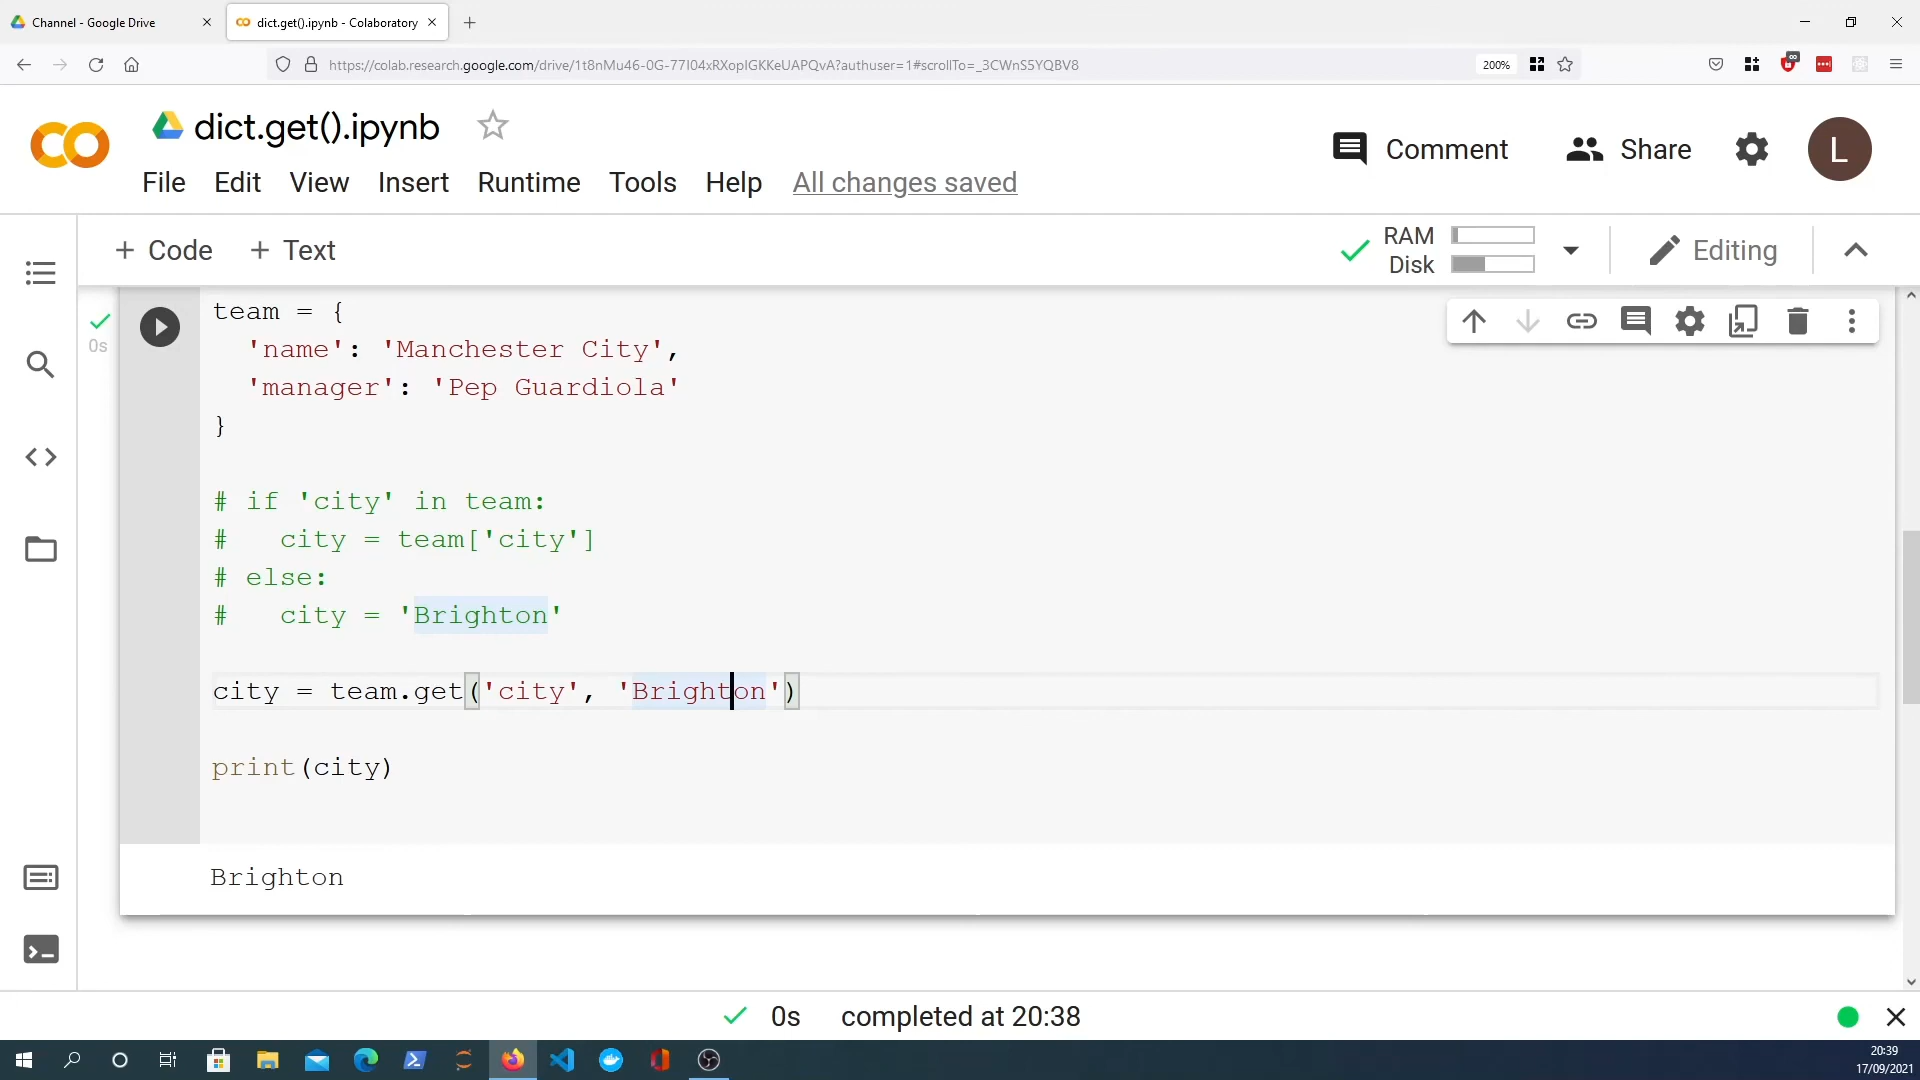 Channel - Google Drive
dict.get().ipynb - Colaboratory
https://colab.research.google.com/drive/1t8nMu46-0G-77I04xRXopIGKKeUAPQvA?authuser=1#scrollTo=_3CWnS5YQBV8
200%
dict.get().ipynb
Comment
Share
L
File Edit View Insert Runtime Tools Help All changes saved
+ Code + Text
RAM
Disk
Editing
0s
team = {
'name': 'Manchester City',
'manager': 'Pep Guardiola'
}
# if 'city' in team:
#   city = team['city']
# else:
#   city = 'Brighton'
city = team.get('city', 'Brighton')
print(city)
Brighton
0s completed at 20:38
20:39
17/09/2021